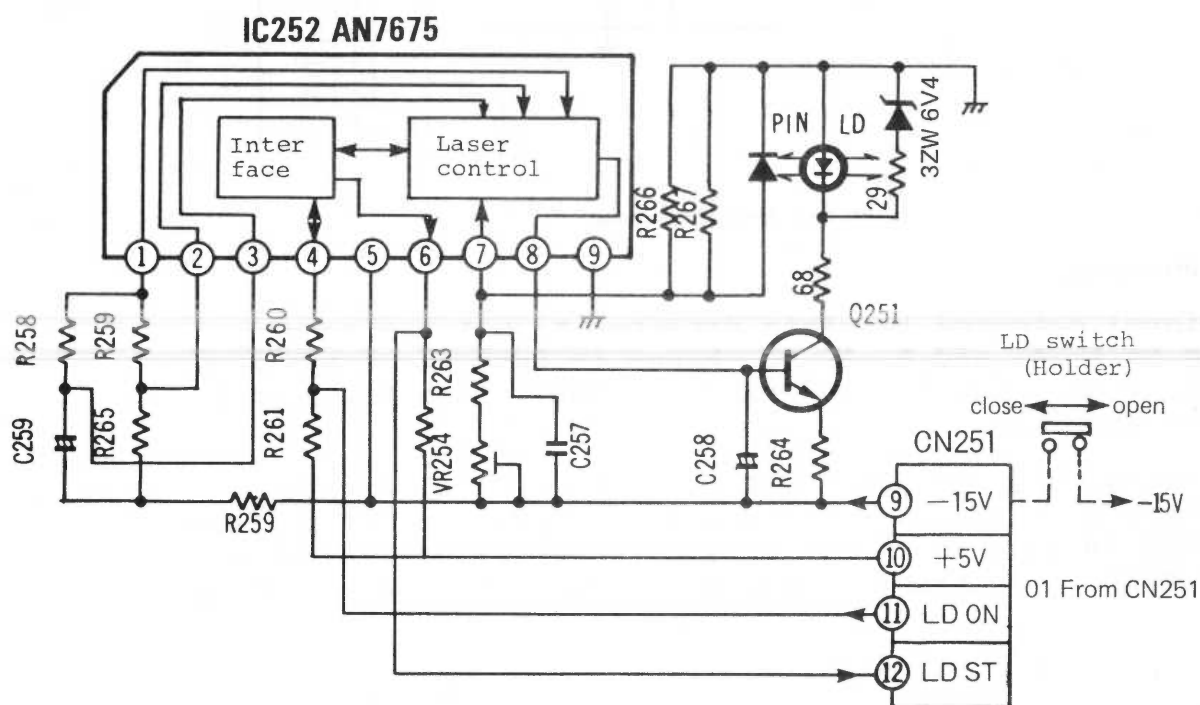 IC252 AN7675
Inter
face
Laser
control
1
2
3
4
5
6
7
8
9
PIN
LD
3ZW 6V4
29
R266
R267
68
Q251
R258
R259
R260
R263
C259
R265
R261
VR254
C257
C258
R264
R259
LD switch
(Holder)
close
open
CN251
9
-15V
-15V
10
+5V
01 From CN251
11
LD ON
12
LD ST